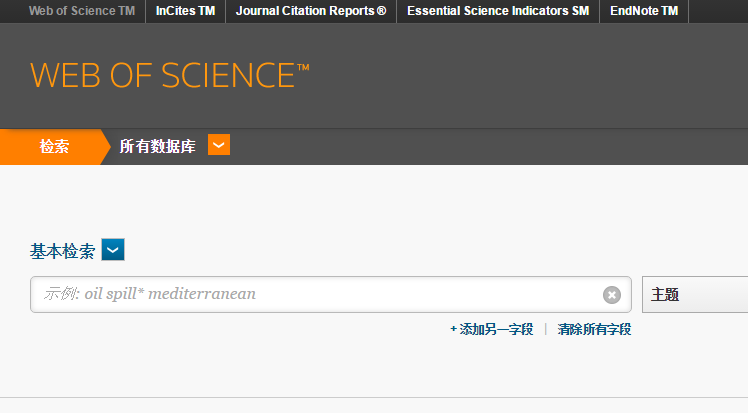 Web of Science TM InCites TM Journal Citation Reports ® Essential Science Indicators SM EndNote TM
WEB OF SCIENCE™
检索 所有数据库
基本检索
示例: oil spill* mediterranean 主题
+ 添加另一字段 | 清除所有字段